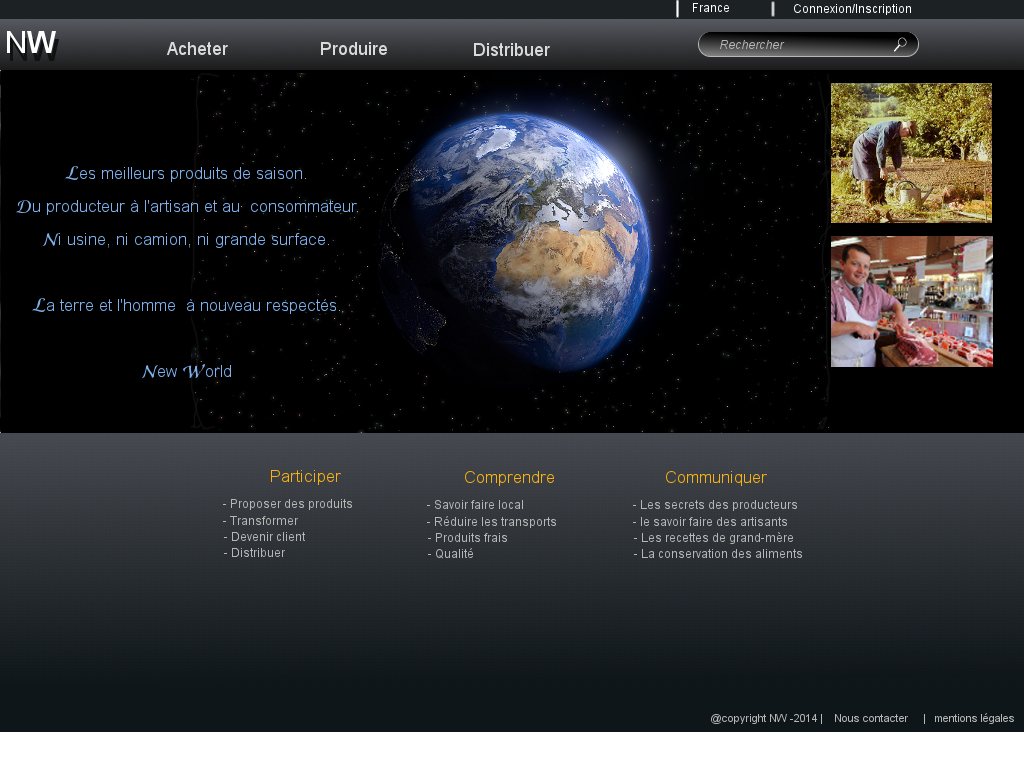 France
Connexion/Inscription
NW
Acheter
Produire
Distribuer
Rechercher
Les meilleurs produits de saison.
Du producteur à l'artisan et au consommateur.
Ni usine, ni camion, ni grande surface.
La terre et l'homme à nouveau respectés.
New World
Participer
- Proposer des produits
- Transformer
- Devenir client
- Distribuer
Comprendre
- Savoir faire local
- Réduire les transports
- Produits frais
- Qualité
Communiquer
- Les secrets des producteurs
- le savoir faire des artisants
- Les recettes de grand-mère
- La conservation des aliments
@copyright NW -2014 | Nous contacter | mentions légales